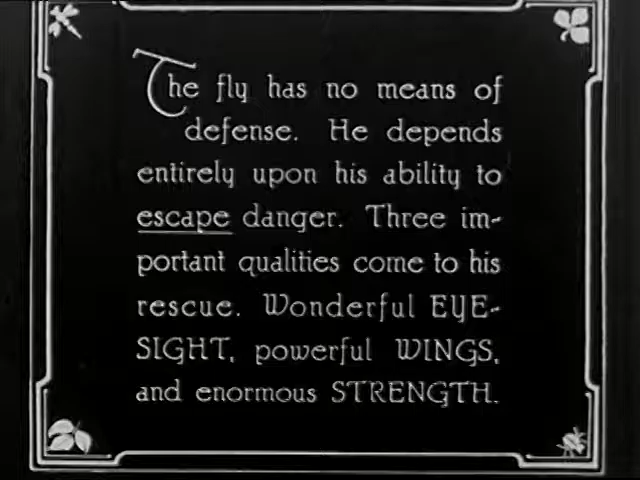 The fly has no means of
defense. He depends
entirely upon his ability to
escape danger. Three im-
portant qualities come to his
rescue. Wonderful EYE-
SIGHT, powerful WINGS,
and enormous STRENGTH.